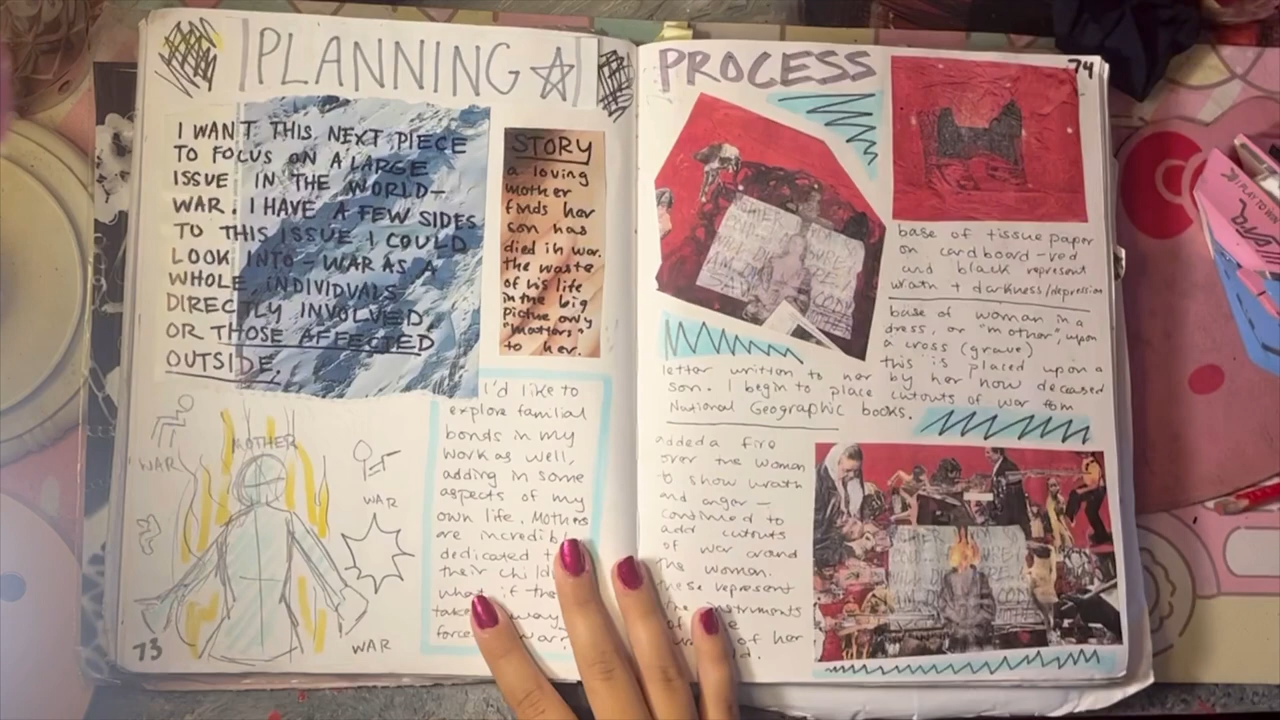 PLANNING
I WANT THIS NEXT PIECE
TO FOCUS ON A LARGE
ISSUE IN THE WORLD—
WAR. I HAVE A FEW SIDES
TO THIS ISSUE I COULD
LOOK INTO - WAR AS A
WHOLE, INDIVIDUALS
DIRECTLY INVOLVED
OR THOSE AFFECTED
OUTSIDE.
STORY
a loving
mother
finds her
son has
died in war.
the waste
of his life
in the big
picture only
"matters"
to her.
MOTHER
WAR
WAR
WAR
I'd like to
explore familial
bonds in my
work as well,
adding in some
aspects of my
own life. Mothers
are
dedicated
their
if
war?
73
PROCESS
74
base of tissue paper
on cardboard - red
and black represent
wrath + darkness/depression
base of woman in a
dress, or "mother", upon
a cross (grave)
this is placed upon a
letter written to her
by her now deceased
son. I begin to place cutouts of war from
National Geographic books.
added a fire
over the woman
to show wrath
and anger —
continued to
add cutouts
of war around
the woman.
these represent
the instruments
of
of her
I PLAY TO